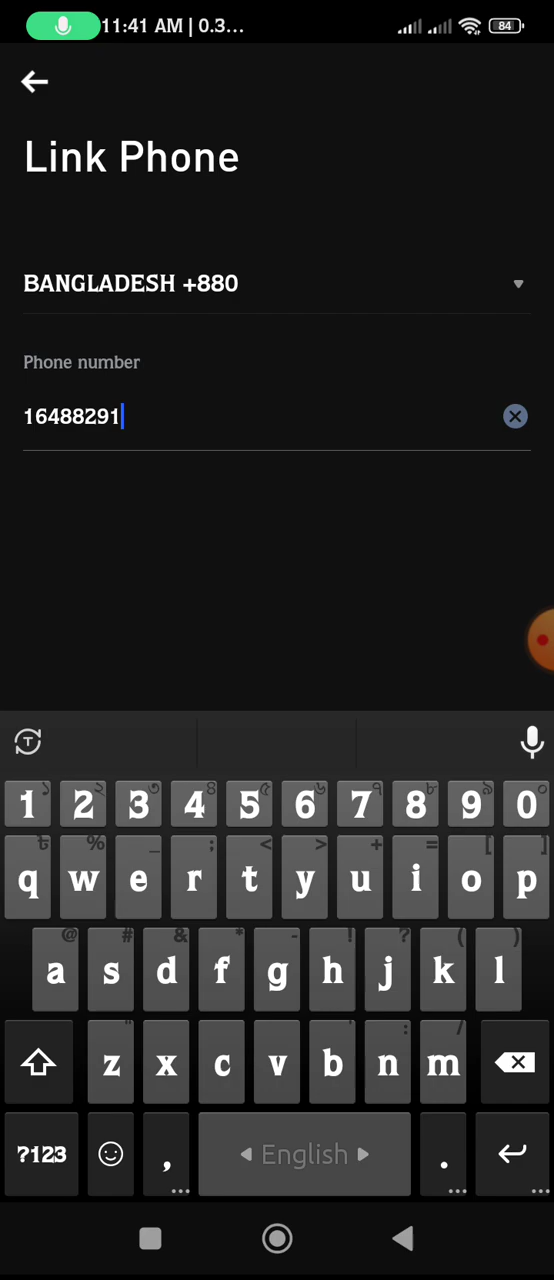 11:41 AM | 0.3... 84
Link Phone
BANGLADESH +880
Phone number
16488291
1 2 3 4 5 6 7 8 9 0
q w e r t y u i o p
a s d f g h j k l
z x c v b n m
?123 , English .